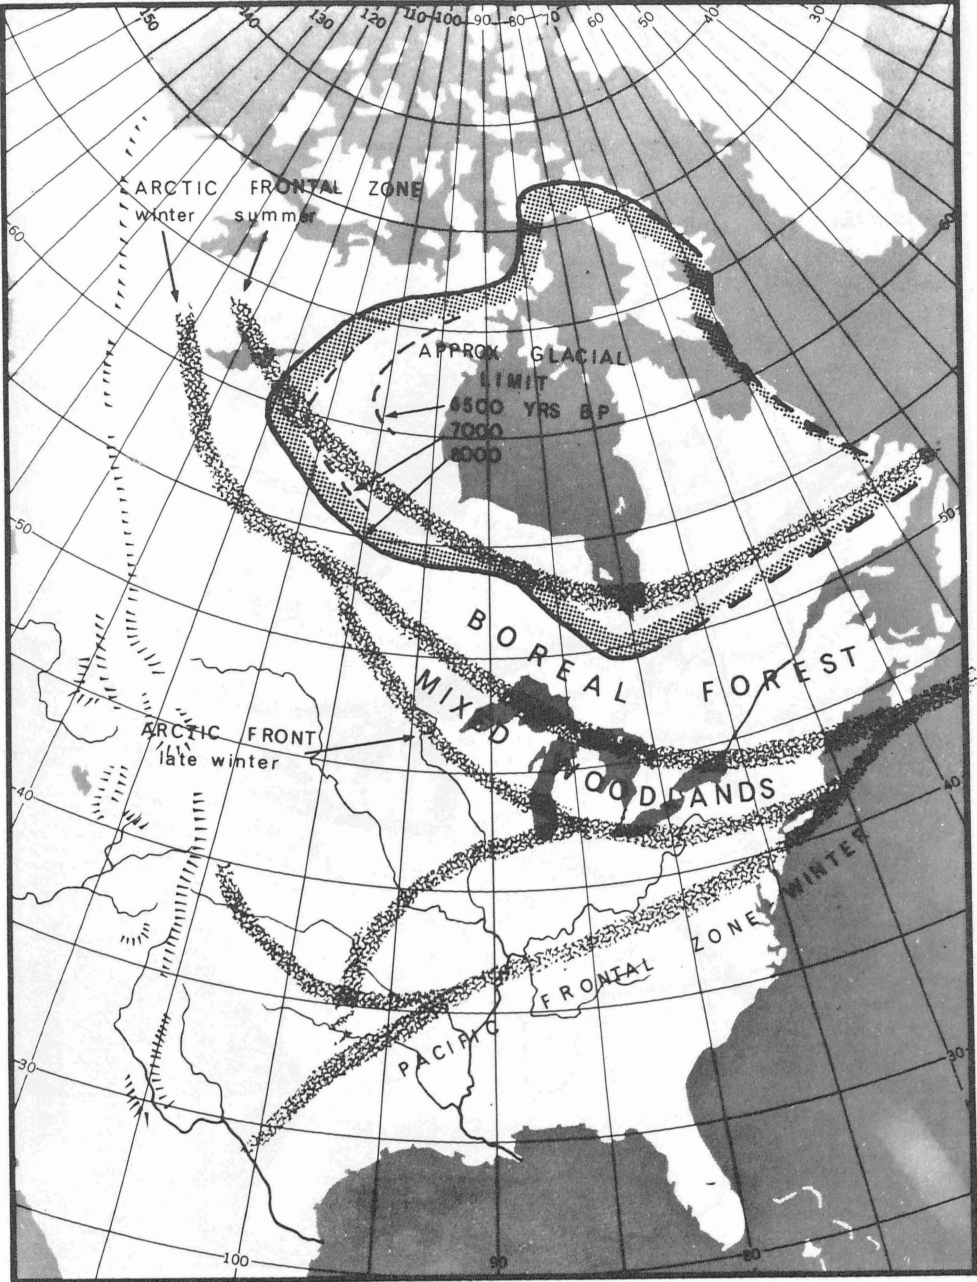 150 140 130 120 110 100 90 80 70 60 50 40 30
ARCTIC FRONTAL ZONE
winter summer
60 60
APPROX GLACIAL
LIMIT
6500 YRS BP
7000
8000
50 50
BOREAL FOREST
MIXED
WOODLANDS
ARCTIC FRONT
late winter
40 40
PACIFIC FRONTAL ZONE WINTER
30 30
100 90 80